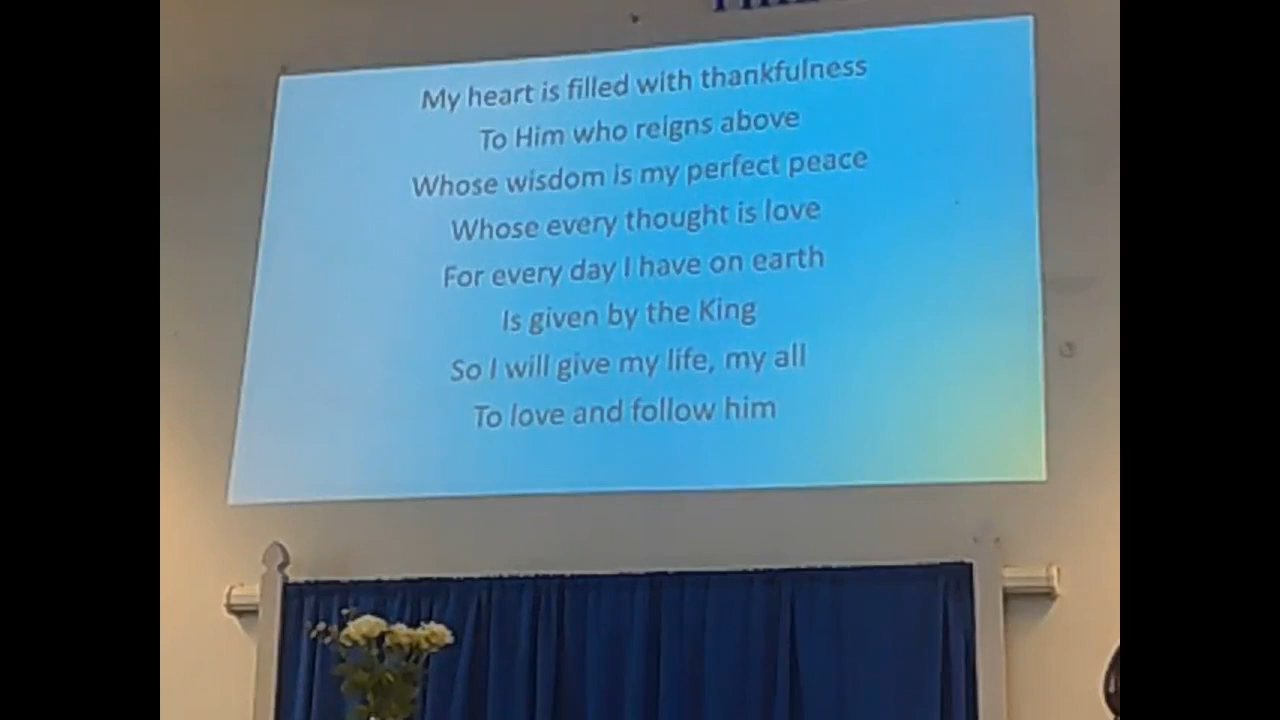 My heart is filled with thankfulness
To Him who reigns above
Whose wisdom is my perfect peace
Whose every thought is love
For every day I have on earth
Is given by the King
So I will give my life, my all
To love and follow him